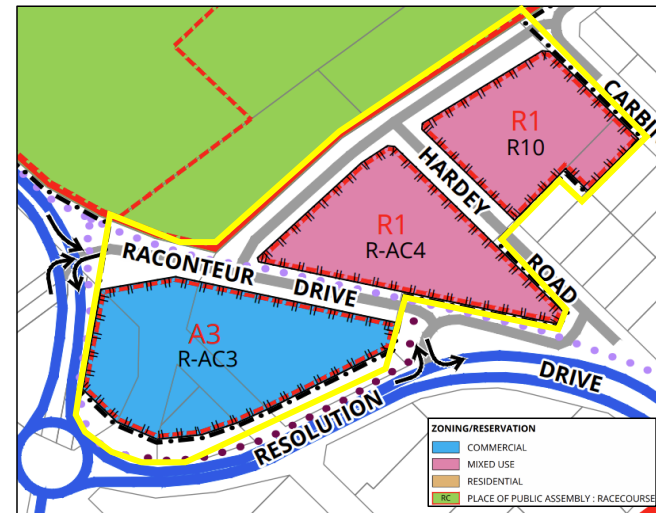 CARBIN
R1
R10
HARDEY
ROAD
R1
R-AC4
RACONTEUR DRIVE
A3
R-AC3
RESOLUTION
DRIVE
ZONING/RESERVATION
COMMERCIAL
MIXED USE
RESIDENTIAL
RC PLACE OF PUBLIC ASSEMBLY : RACECOURSE